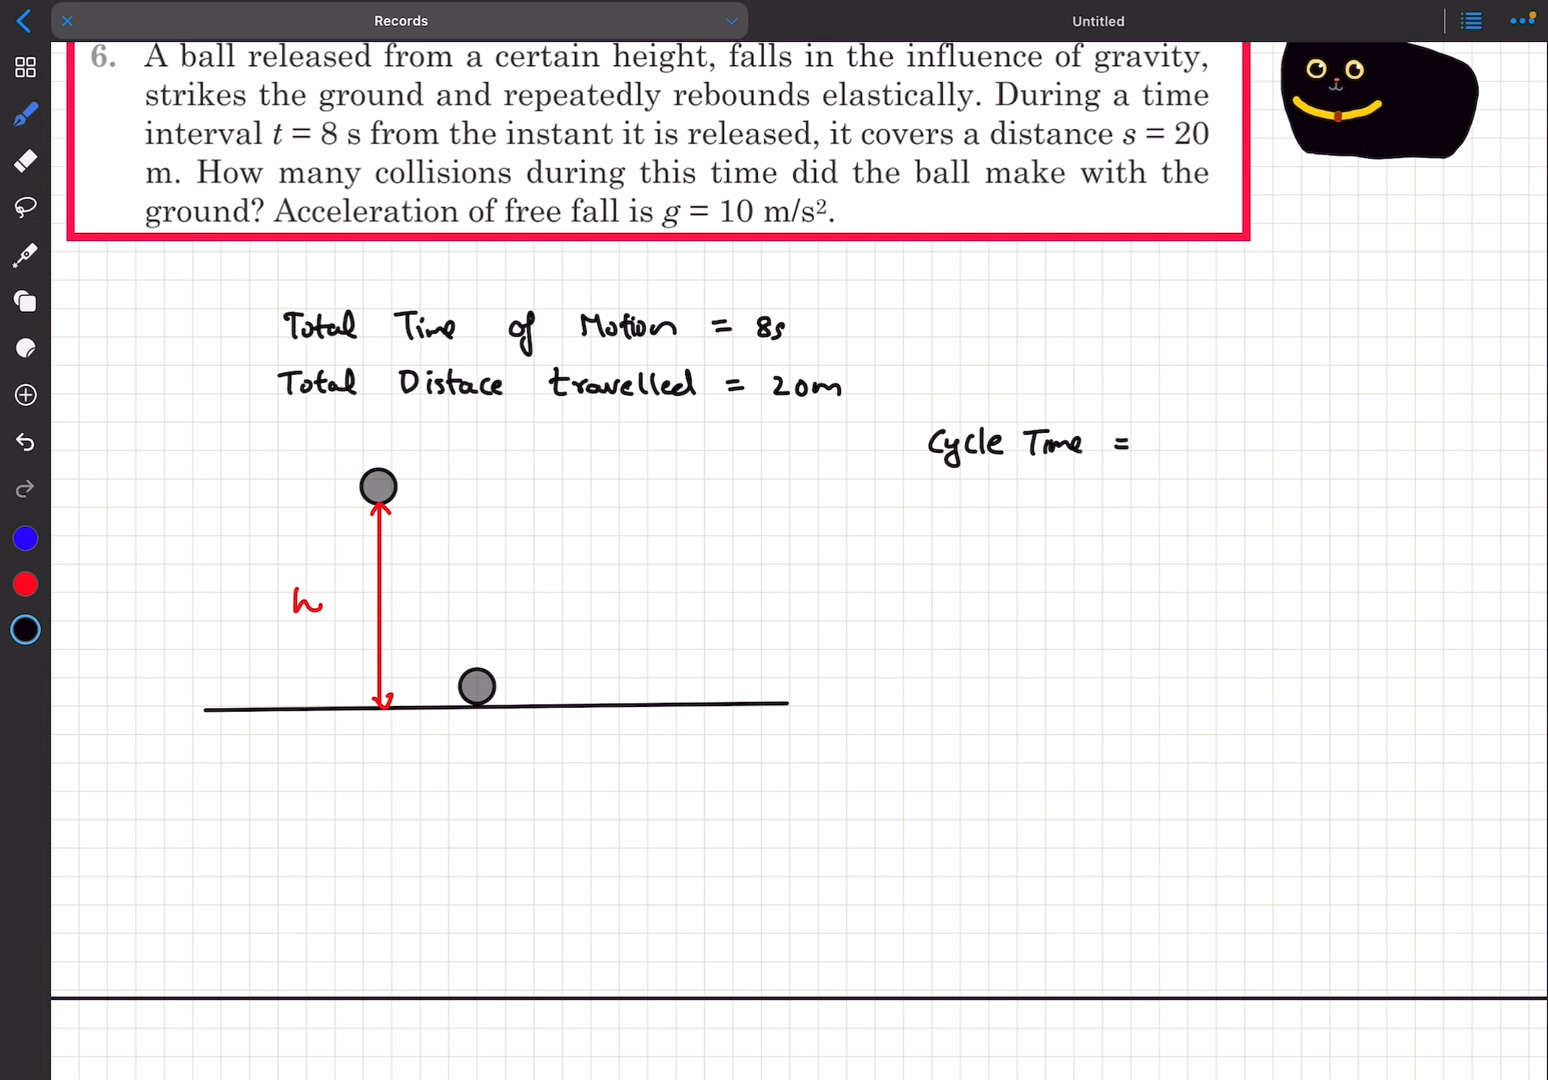 Records
Untitled
6. A ball released from a certain height, falls in the influence of gravity,
strikes the ground and repeatedly rebounds elastically. During a time
interval t = 8 s from the instant it is released, it covers a distance s = 20
m. How many collisions during this time did the ball make with the
ground? Acceleration of free fall is g = 10 m/s².
Total Time of Motion = 8s
Total Distace travelled = 20m
Cycle Time =
h